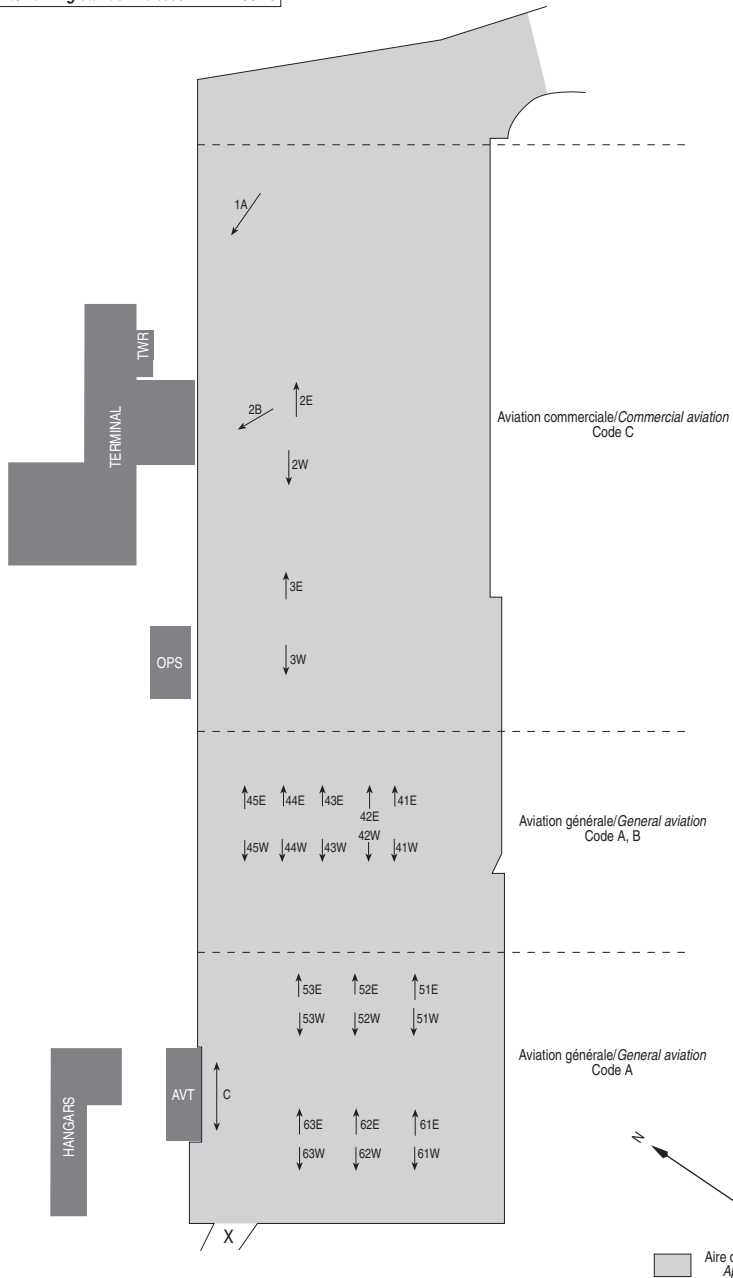 1A
TWR
2E
2B
TERMINAL
Aviation commerciale/Commercial aviation
Code C
2W
3E
OPS
3W
45E 44E 43E 42E 41E
45W 44W 43W 42W 41W
Aviation générale/General aviation
Code A, B
53E 52E 51E
53W 52W 51W
Aviation générale/General aviation
Code A
HANGARS
AVT
C
63E 62E 61E
63W 62W 61W
N
X
Aire